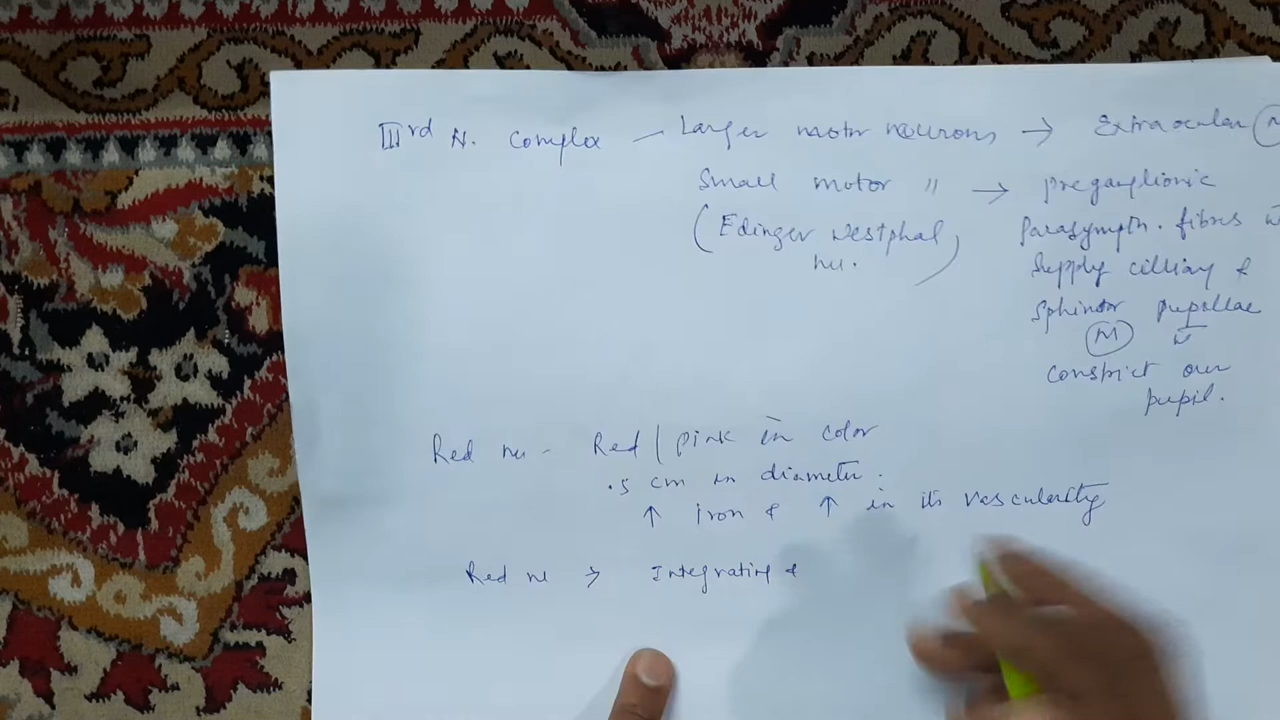 IIIrd N. Complex — Larger motor neurons → Extraocular (M
Small motor " → preganglionic
(Edinger Westphal nu.) parasympth. fibres
supply cilliary &
sphincter pupillae
(M)
constrict our
pupil.
Red nu - Red / pink in color
.5 cm in diameter.
↑ iron & ↑ in its vascularity
Red nu → Integrating &